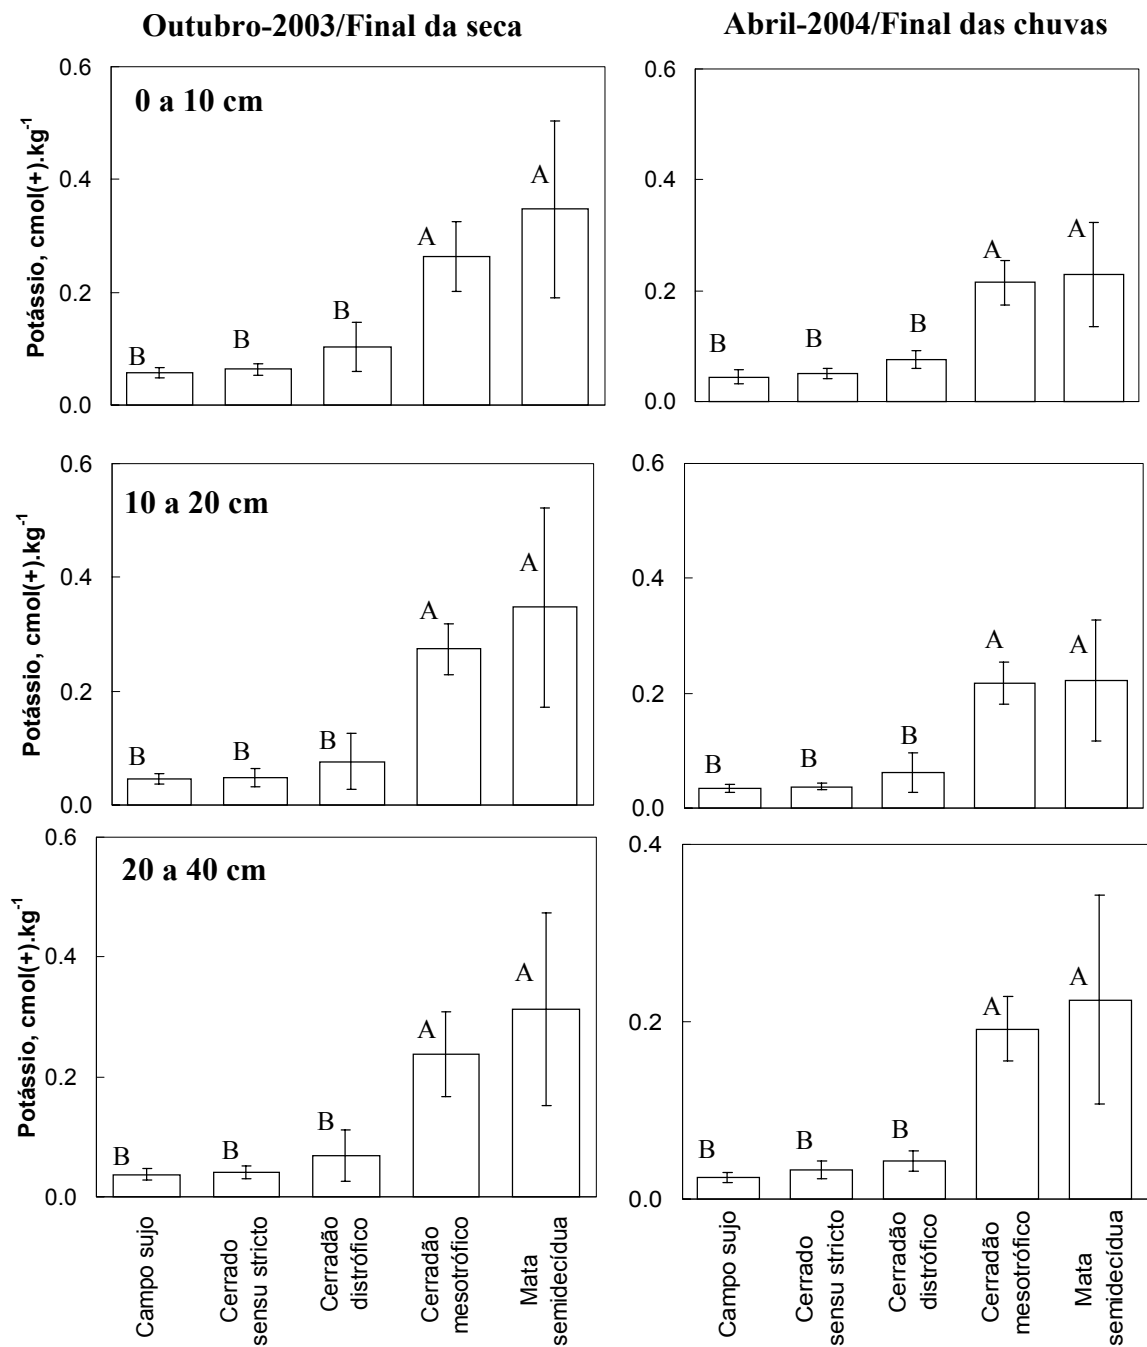 Outubro-2003/Final da seca
Abril-2004/Final das chuvas
Potássio, cmol(+).kg⁻¹
0.6
0.4
0.2
0.0
0 a 10 cm
B
B
B
A
A
0.6
0.4
0.2
0.0
B
B
B
A
A
Potássio, cmol(+).kg⁻¹
0.6
0.4
0.2
0.0
10 a 20 cm
B
B
B
A
A
0.6
0.4
0.2
0.0
B
B
B
A
A
Potássio, cmol(+).kg⁻¹
0.6
0.4
0.2
0.0
20 a 40 cm
B
B
B
A
A
0.4
0.2
0.0
B
B
B
A
A
Campo sujo
Cerrado
sensu stricto
Cerradão
distrófico
Cerradão
mesotrófico
Mata
semidecídua
Campo sujo
Cerrado
sensu stricto
Cerradão
distrófico
Cerradão
mesotrófico
Mata
semidecídua